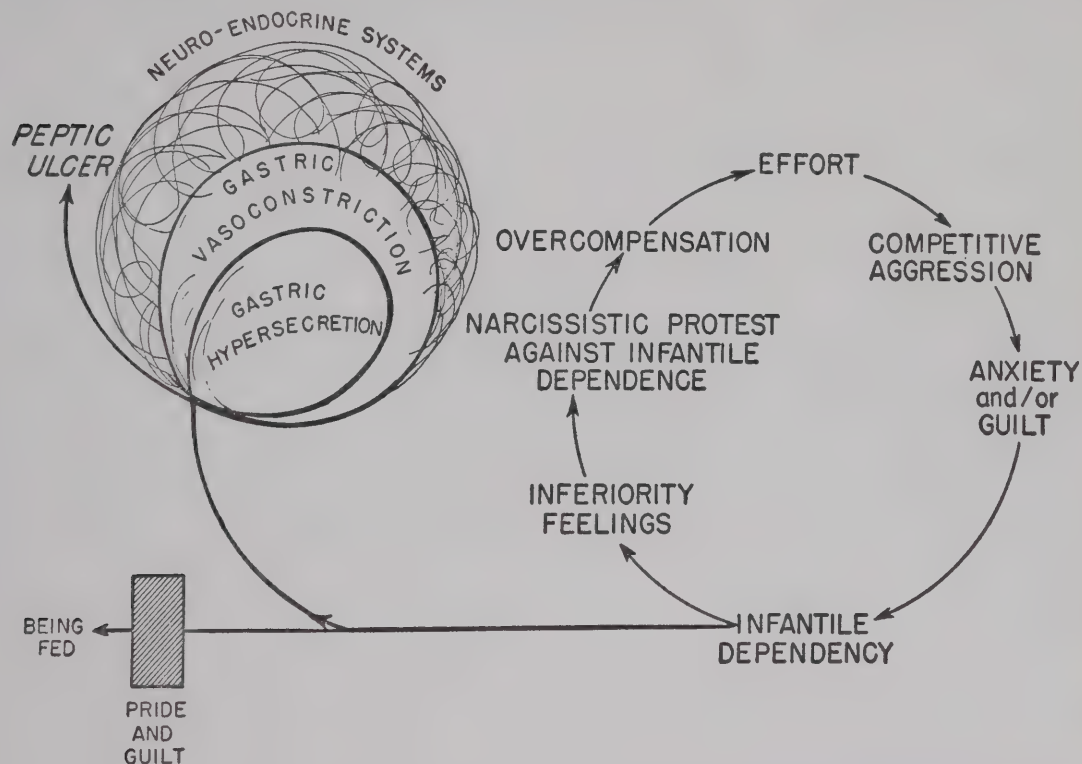 NEURO-ENDOCRINE SYSTEMS
PEPTIC
ULCER
GASTRIC
VASOCONSTRICTION
GASTRIC
HYPERSECRETION
EFFORT
OVERCOMPENSATION
COMPETITIVE
AGGRESSION
NARCISSISTIC PROTEST
AGAINST INFANTILE
DEPENDENCE
ANXIETY
and/or
GUILT
INFERIORITY
FEELINGS
BEING
FED
INFANTILE
DEPENDENCY
PRIDE
AND
GUILT